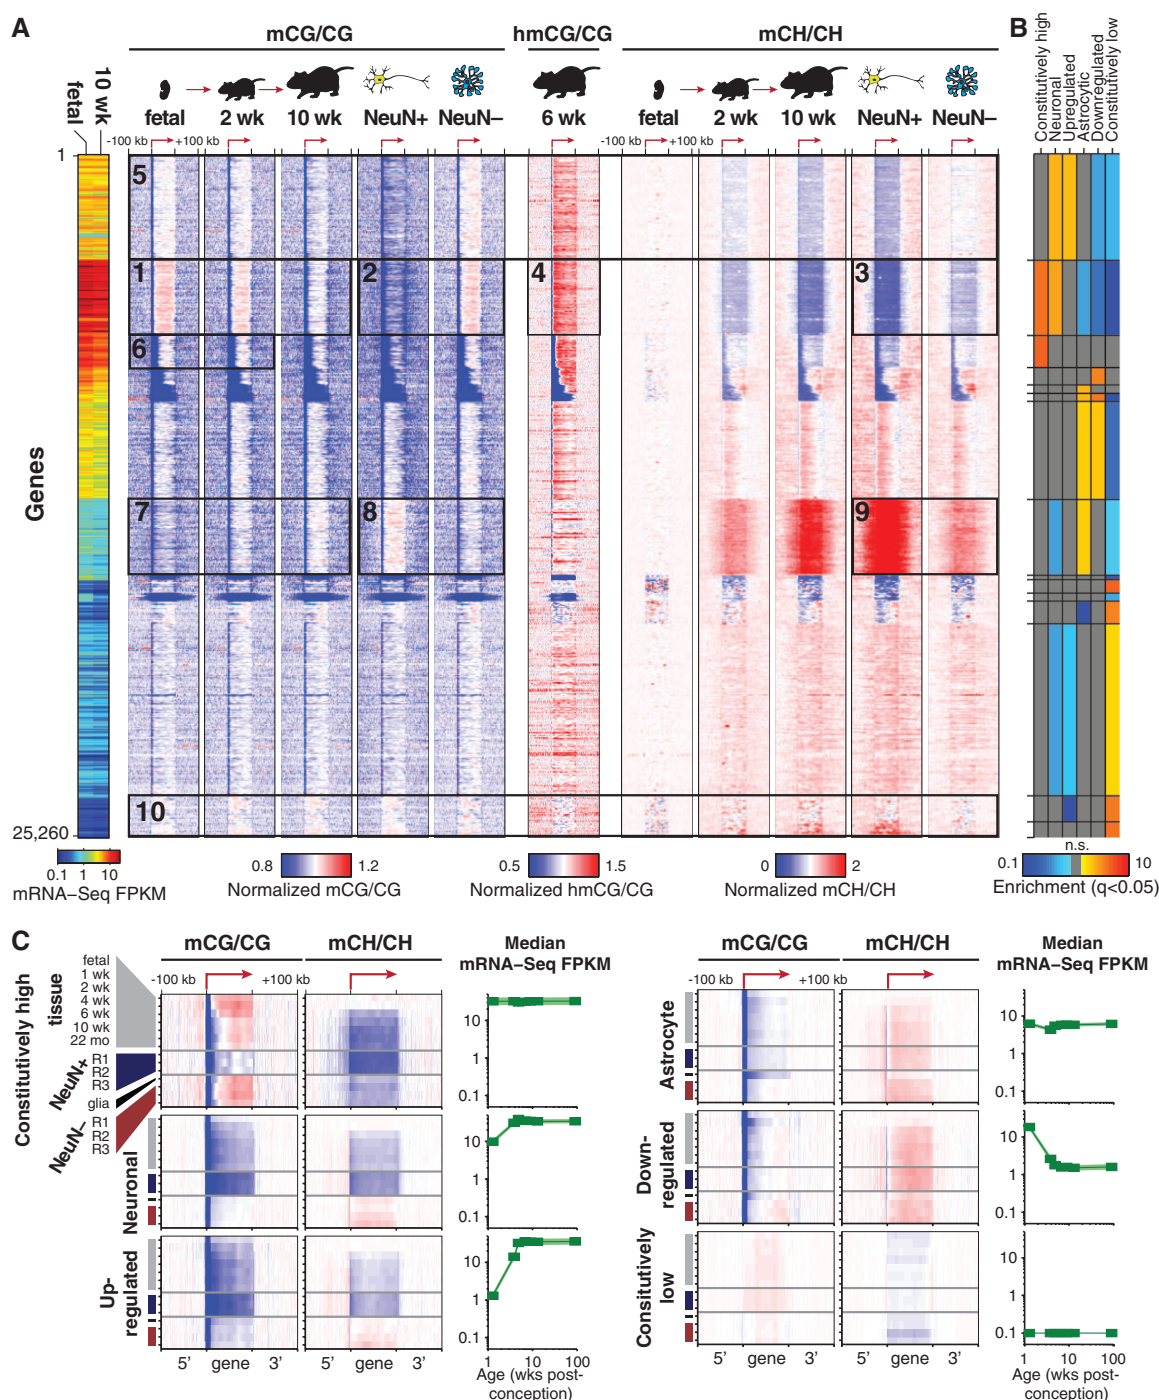 A
mCG/CG
hmCG/CG
mCH/CH
B
Constitutively high
Neuronal
Upregulated
Astrocytic
Downregulated
Constitutively low
fetal
10 wk
fetal
2 wk
10 wk
NeuN+
NeuN–
6 wk
fetal
2 wk
10 wk
NeuN+
NeuN–
-100 kb
+100 kb
-100 kb
+100 kb
1
5
1
2
4
3
6
7
8
9
10
Genes
25,260
0.1
1
10
mRNA–Seq FPKM
0.8
1.2
Normalized mCG/CG
0.5
1.5
Normalized hmCG/CG
0
2
Normalized mCH/CH
n.s.
0.1
10
Enrichment (q<0.05)
C
mCG/CG
mCH/CH
Median
mRNA–Seq FPKM
-100 kb
+100 kb
Constitutively high
tissue
fetal
1 wk
2 wk
4 wk
6 wk
10 wk
22 mo
NeuN+
R1
R2
R3
glia
NeuN–
R1
R2
R3
10
1
0.1
Neuronal
10
1
0.1
Up-
regulated
10
1
0.1
5’
gene
3’
5’
gene
3’
1
10
100
Age (wks post-
conception)
mCG/CG
mCH/CH
Median
mRNA–Seq FPKM
-100 kb
+100 kb
Astrocyte
10
1
0.1
Down-
regulated
10
1
0.1
Consitutively
low
10
1
0.1
5’
gene
3’
5’
gene
3’
1
10
100
Age (wks post-
conception)